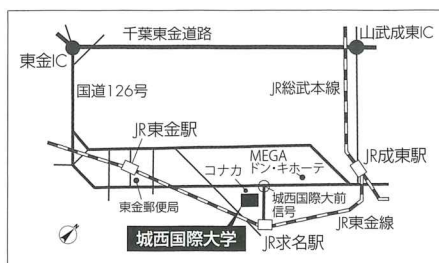 千葉東金道路
山武成東IC
東金IC
国道126号
JR総武本線
JR東金駅
MEGA
ドン・キホーテ
JR成東駅
コナカ
東金郵便局
城西国際大前
信号
城西国際大学
JR東金線
JR求名駅